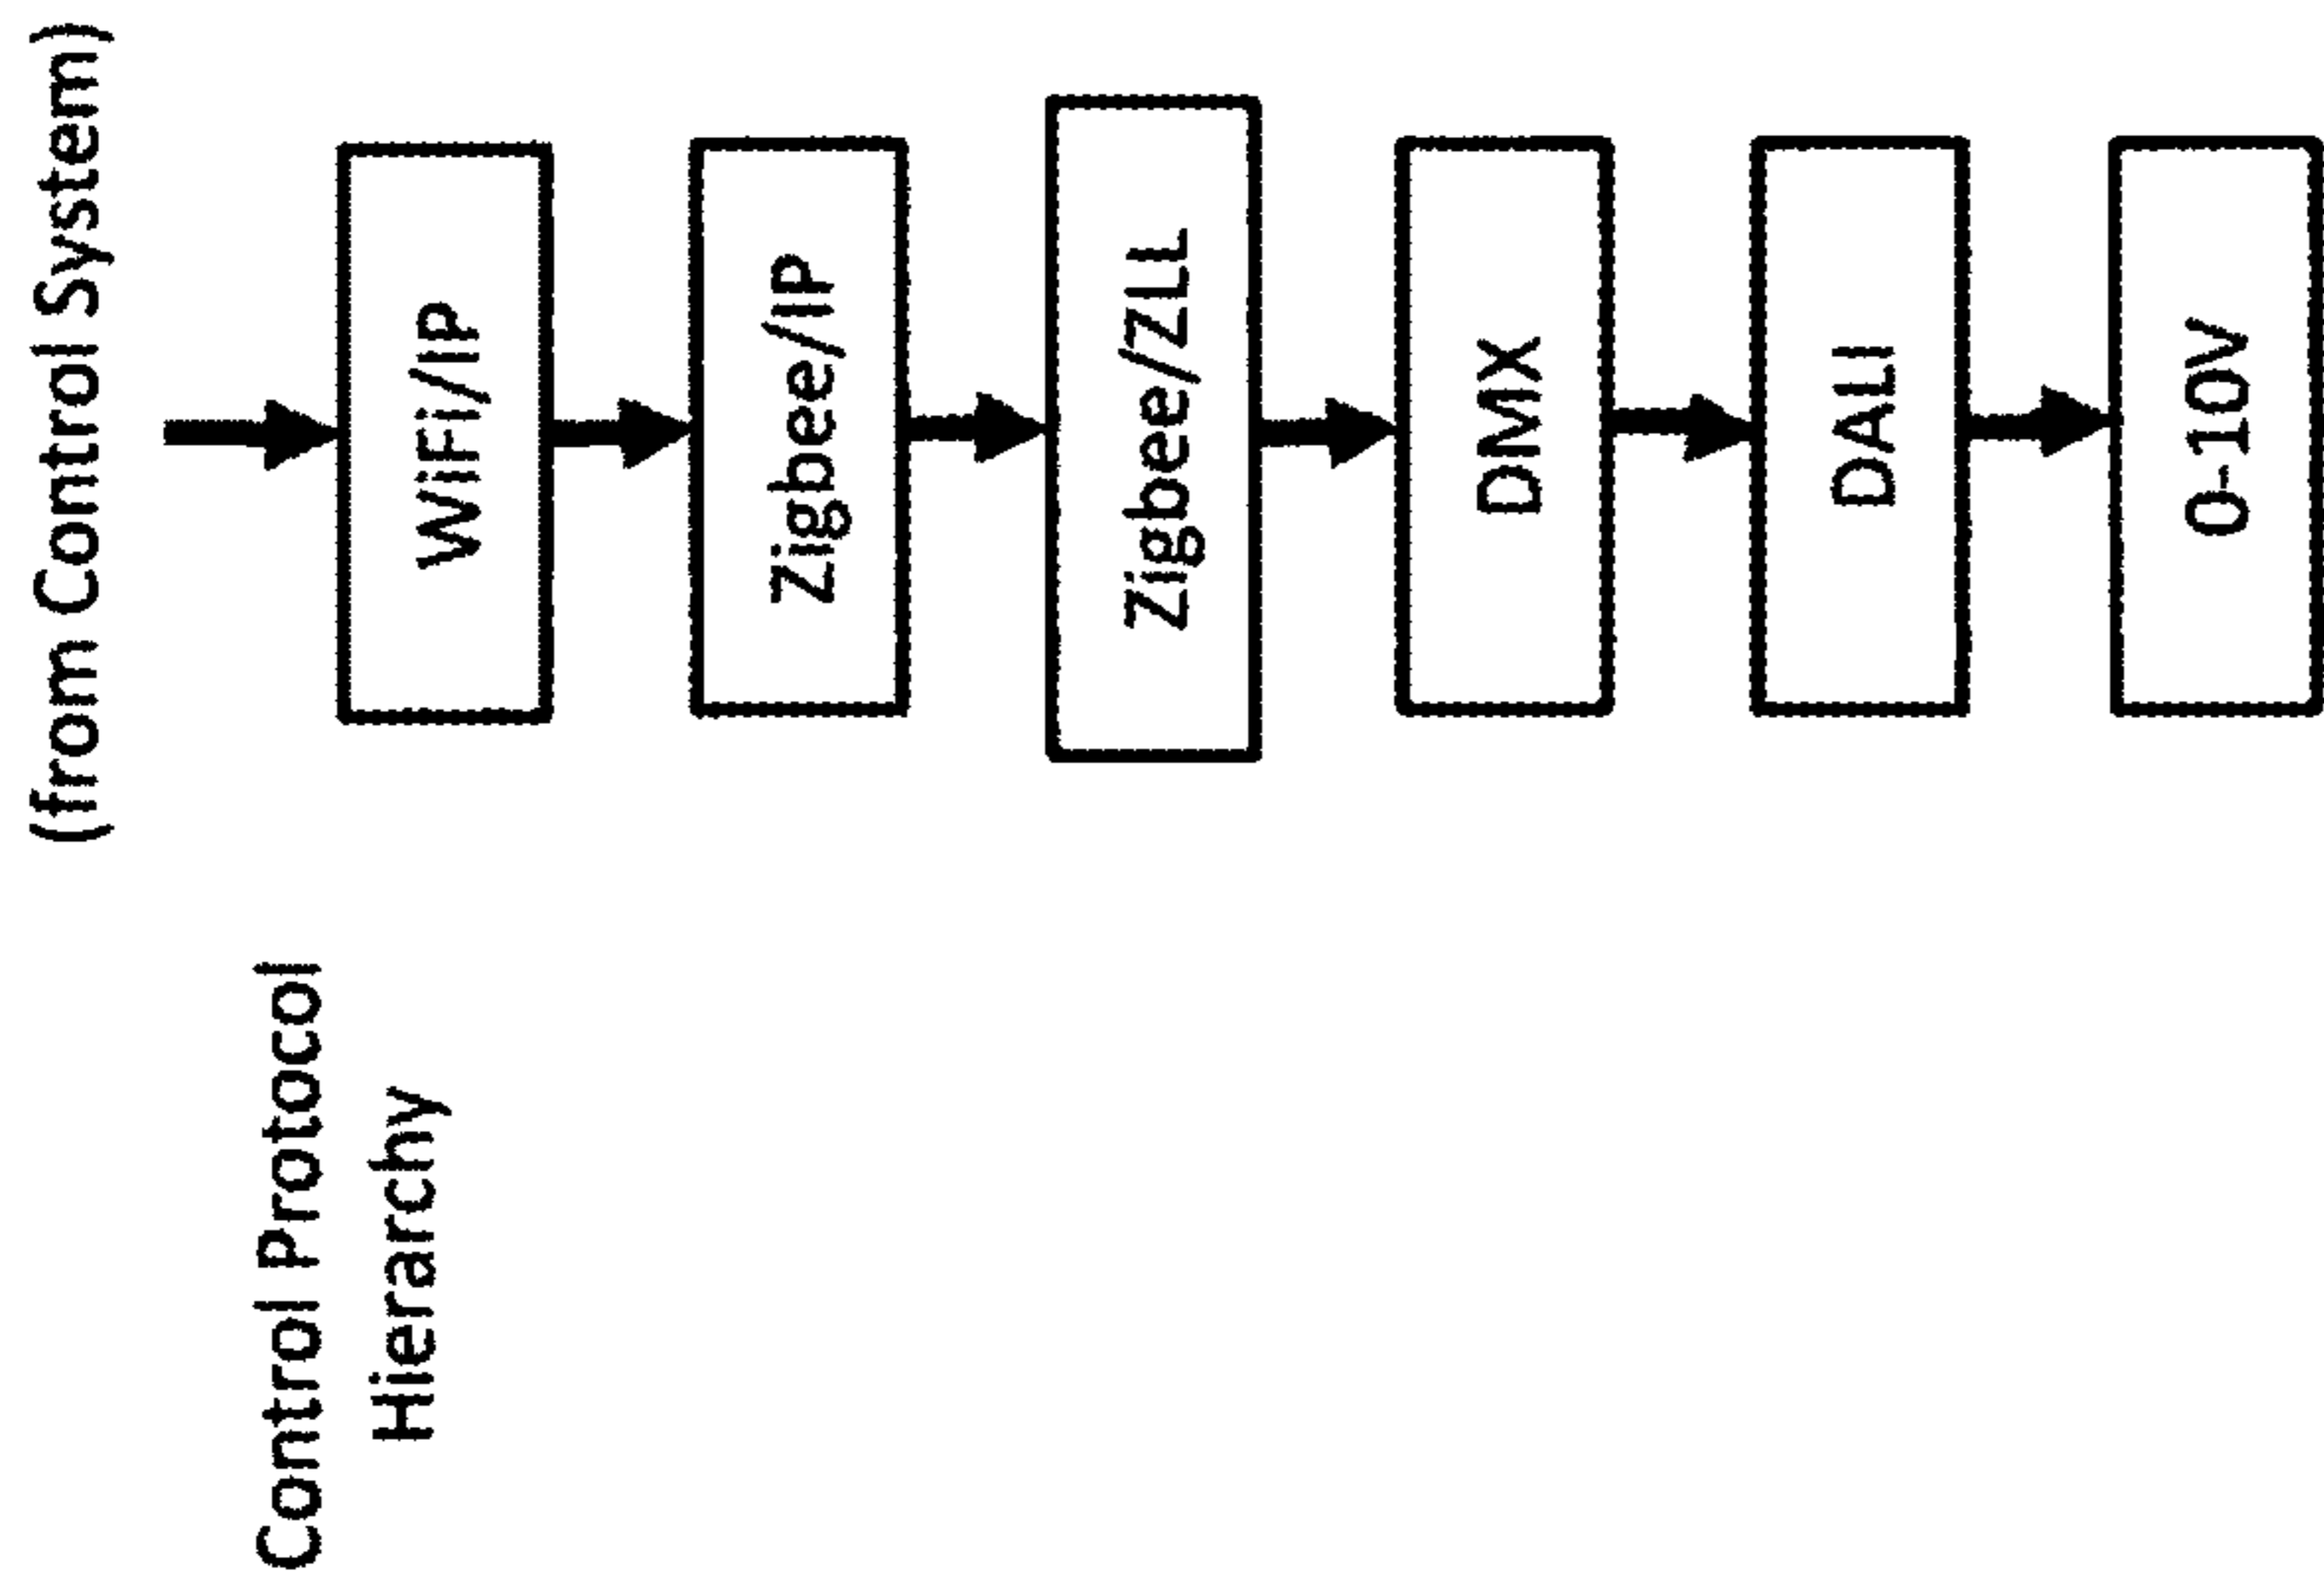 (from Control System)
Control Protocol
Hierarchy
WiFi/IP
Zigbee/IP
Zigbee/ZLL
DMX
DALI
0-10V